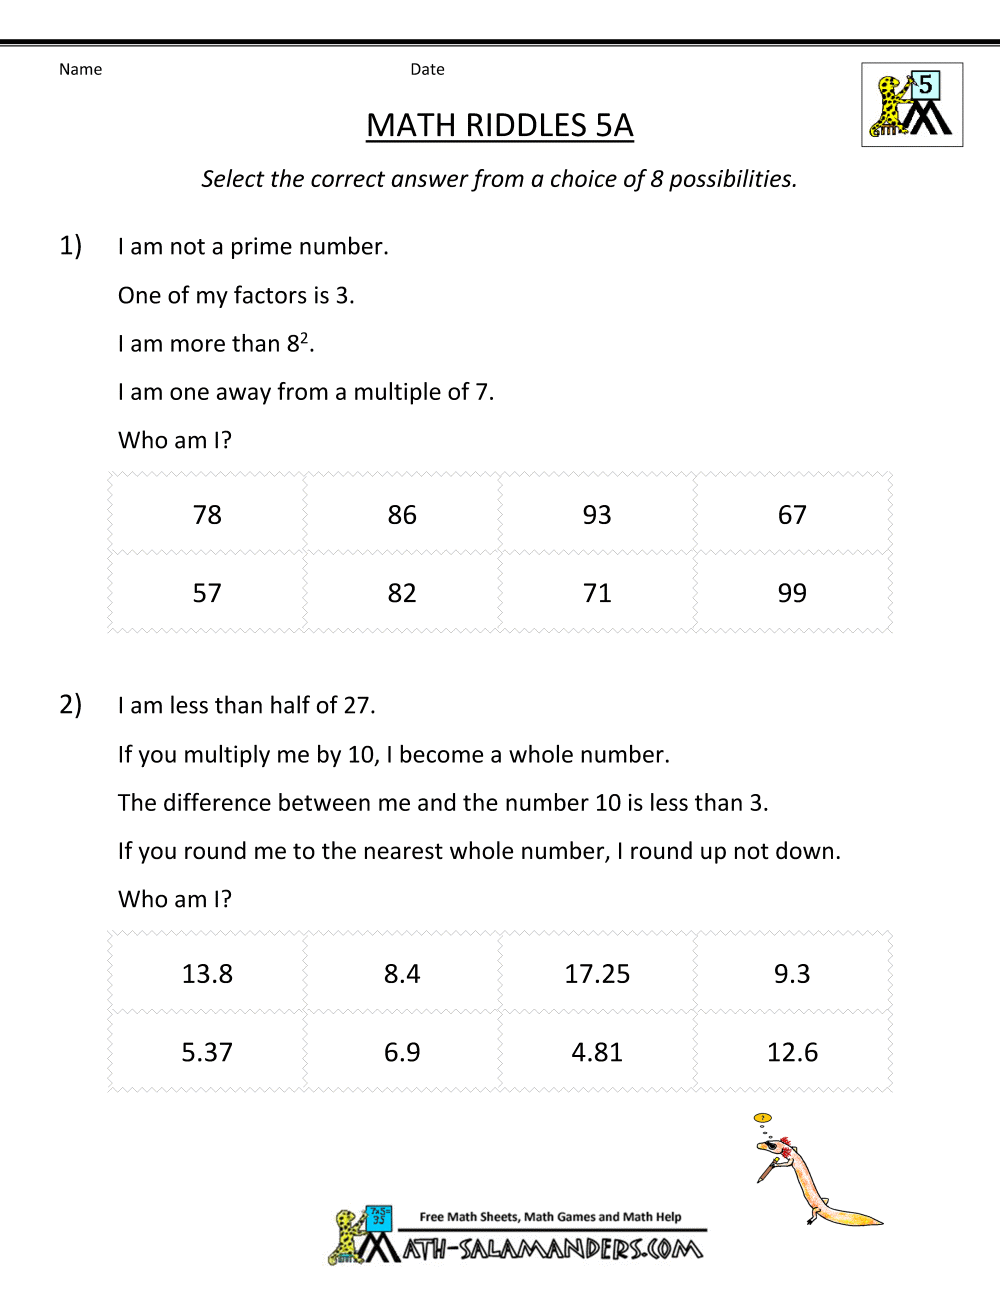 Name Date
5
MATH RIDDLES 5A
Select the correct answer from a choice of 8 possibilities.
1) I am not a prime number.
One of my factors is 3.
I am more than 8².
I am one away from a multiple of 7.
Who am I?
78 86 93 67
57 82 71 99
2) I am less than half of 27.
If you multiply me by 10, I become a whole number.
The difference between me and the number 10 is less than 3.
If you round me to the nearest whole number, I round up not down.
Who am I?
13.8 8.4 17.25 9.3
5.37 6.9 4.81 12.6
?
7x5=
35
Free Math Sheets, Math Games and Math Help
MATH-SALAMANDERS.COM